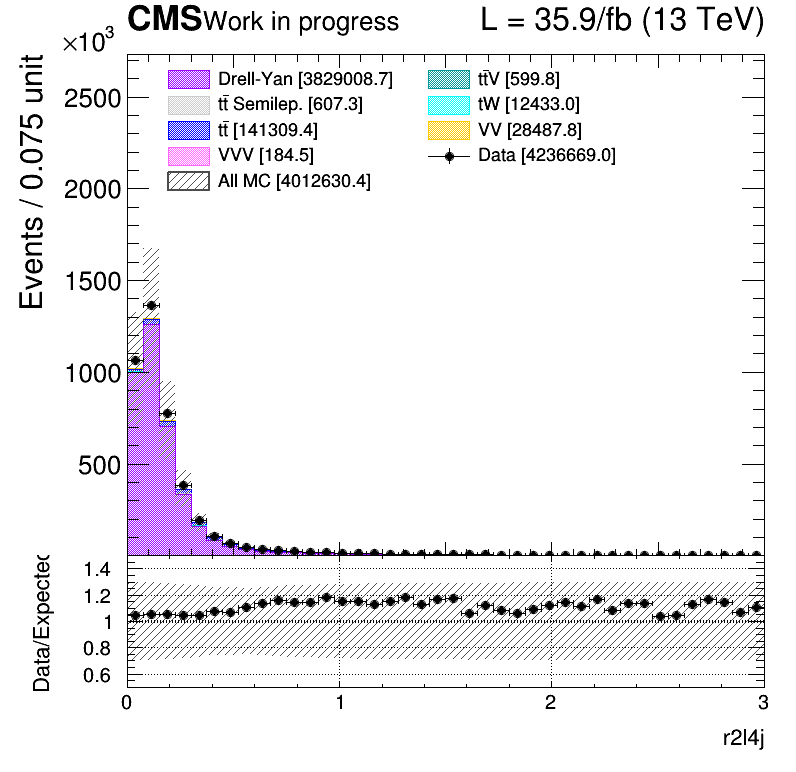 CMS Work in progress L = 35.9/fb (13 TeV)
×10³
Events / 0.075 unit
2500
2000
1500
1000
500
Drell-Yan [3829008.7]
tt̄ Semilep. [607.3]
tt̄ [141309.4]
VVV [184.5]
All MC [4012630.4]
tt̄V [599.8]
tW [12433.0]
VV [28487.8]
Data [4236669.0]
Data/Expected
1.4
1.2
1
0.8
0.6
0 1 2 3
r2l4j